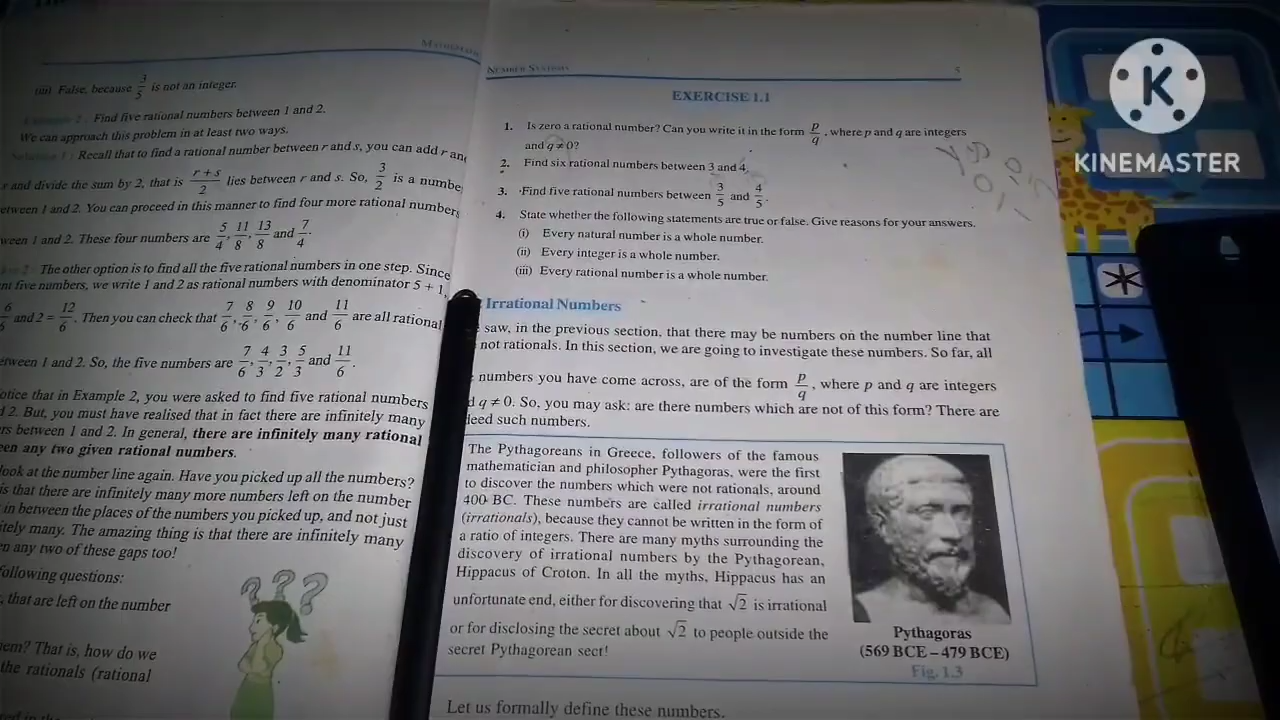 MATHEMATI
(iii) False, because 3/5 is not an integer.
Example 2 : Find five rational numbers between 1 and 2.
We can approach this problem in at least two ways.
Solution 1 : Recall that to find a rational number between r and s, you can add r and
s and divide the sum by 2, that is r + s/2 lies between r and s. So, 3/2 is a numbe
etween 1 and 2. You can proceed in this manner to find four more rational numbers
ween 1 and 2. These four numbers are 5/4, 11/8, 13/8 and 7/4.
2 : The other option is to find all the five rational numbers in one step. Since
nt five numbers, we write 1 and 2 as rational numbers with denominator 5 + 1,
6/6 and 2 = 12/6. Then you can check that 7/6, 8/6, 9/6, 10/6 and 11/6 are all rational
etween 1 and 2. So, the five numbers are 7/6, 4/3, 3/2, 5/3 and 11/6.
otice that in Example 2, you were asked to find five rational numbers
d 2. But, you must have realised that in fact there are infinitely many
rs between 1 and 2. In general, there are infinitely many rational
een any two given rational numbers.
look at the number line again. Have you picked up all the numbers?
is that there are infinitely many more numbers left on the number
in between the places of the numbers you picked up, and not just
itely many. The amazing thing is that there are infinitely many
en any two of these gaps too!
following questions:
, that are left on the number
em? That is, how do we
the rationals (rational
? ? ?
NUMBER SYSTEMS 5
EXERCISE 1.1
1. Is zero a rational number? Can you write it in the form p/q, where p and q are integers
and q ≠ 0?
2. Find six rational numbers between 3 and 4.
3. Find five rational numbers between 3/5 and 4/5.
4. State whether the following statements are true or false. Give reasons for your answers.
(i) Every natural number is a whole number.
(ii) Every integer is a whole number.
(iii) Every rational number is a whole number.
Irrational Numbers
saw, in the previous section, that there may be numbers on the number line that
not rationals. In this section, we are going to investigate these numbers. So far, all
numbers you have come across, are of the form p/q, where p and q are integers
d q ≠ 0. So, you may ask: are there numbers which are not of this form? There are
deed such numbers.
The Pythagoreans in Greece, followers of the famous
mathematician and philosopher Pythagoras, were the first
to discover the numbers which were not rationals, around
400 BC. These numbers are called irrational numbers
(irrationals), because they cannot be written in the form of
a ratio of integers. There are many myths surrounding the
discovery of irrational numbers by the Pythagorean,
Hippacus of Croton. In all the myths, Hippacus has an
unfortunate end, either for discovering that √2 is irrational
or for disclosing the secret about √2 to people outside the
secret Pythagorean sect!
Pythagoras
(569 BCE – 479 BCE)
Fig. 1.3
Let us formally define these numbers.
K
KINEMASTER